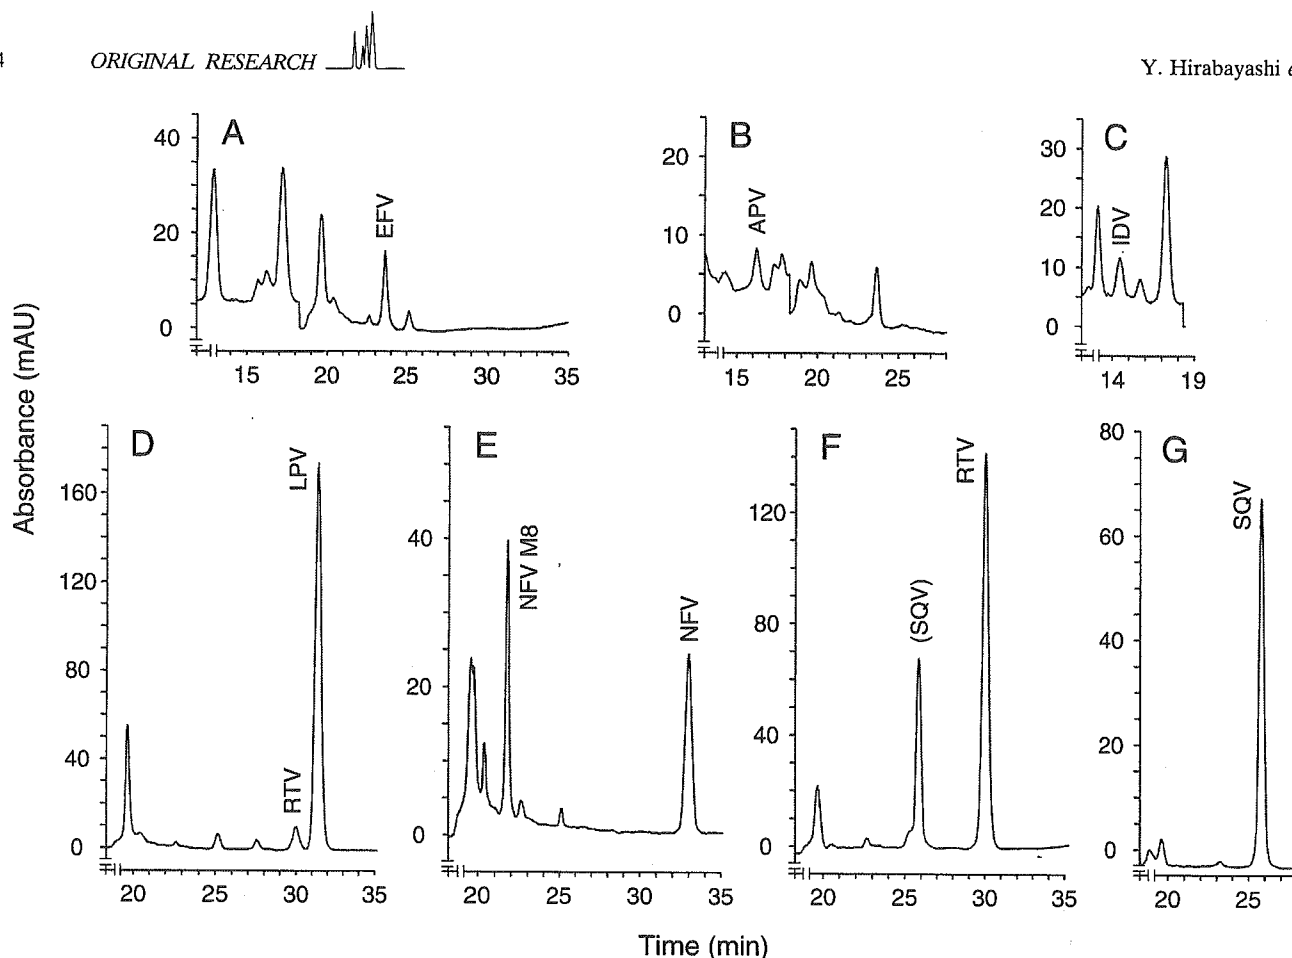 4
ORIGINAL RESEARCH
Y. Hirabayashi e
Absorbance (mAU)
A
40
20
0
EFV
15 20 25 30 35
B
20
10
0
APV
15 20 25
C
30
20
10
0
IDV
14 19
D
160
120
80
40
0
LPV
RTV
20 25 30 35
E
40
20
0
NFV M8
NFV
20 25 30 35
F
120
80
40
0
(SQV)
RTV
20 25 30 35
G
80
60
40
20
0
SQV
20 25
Time (min)